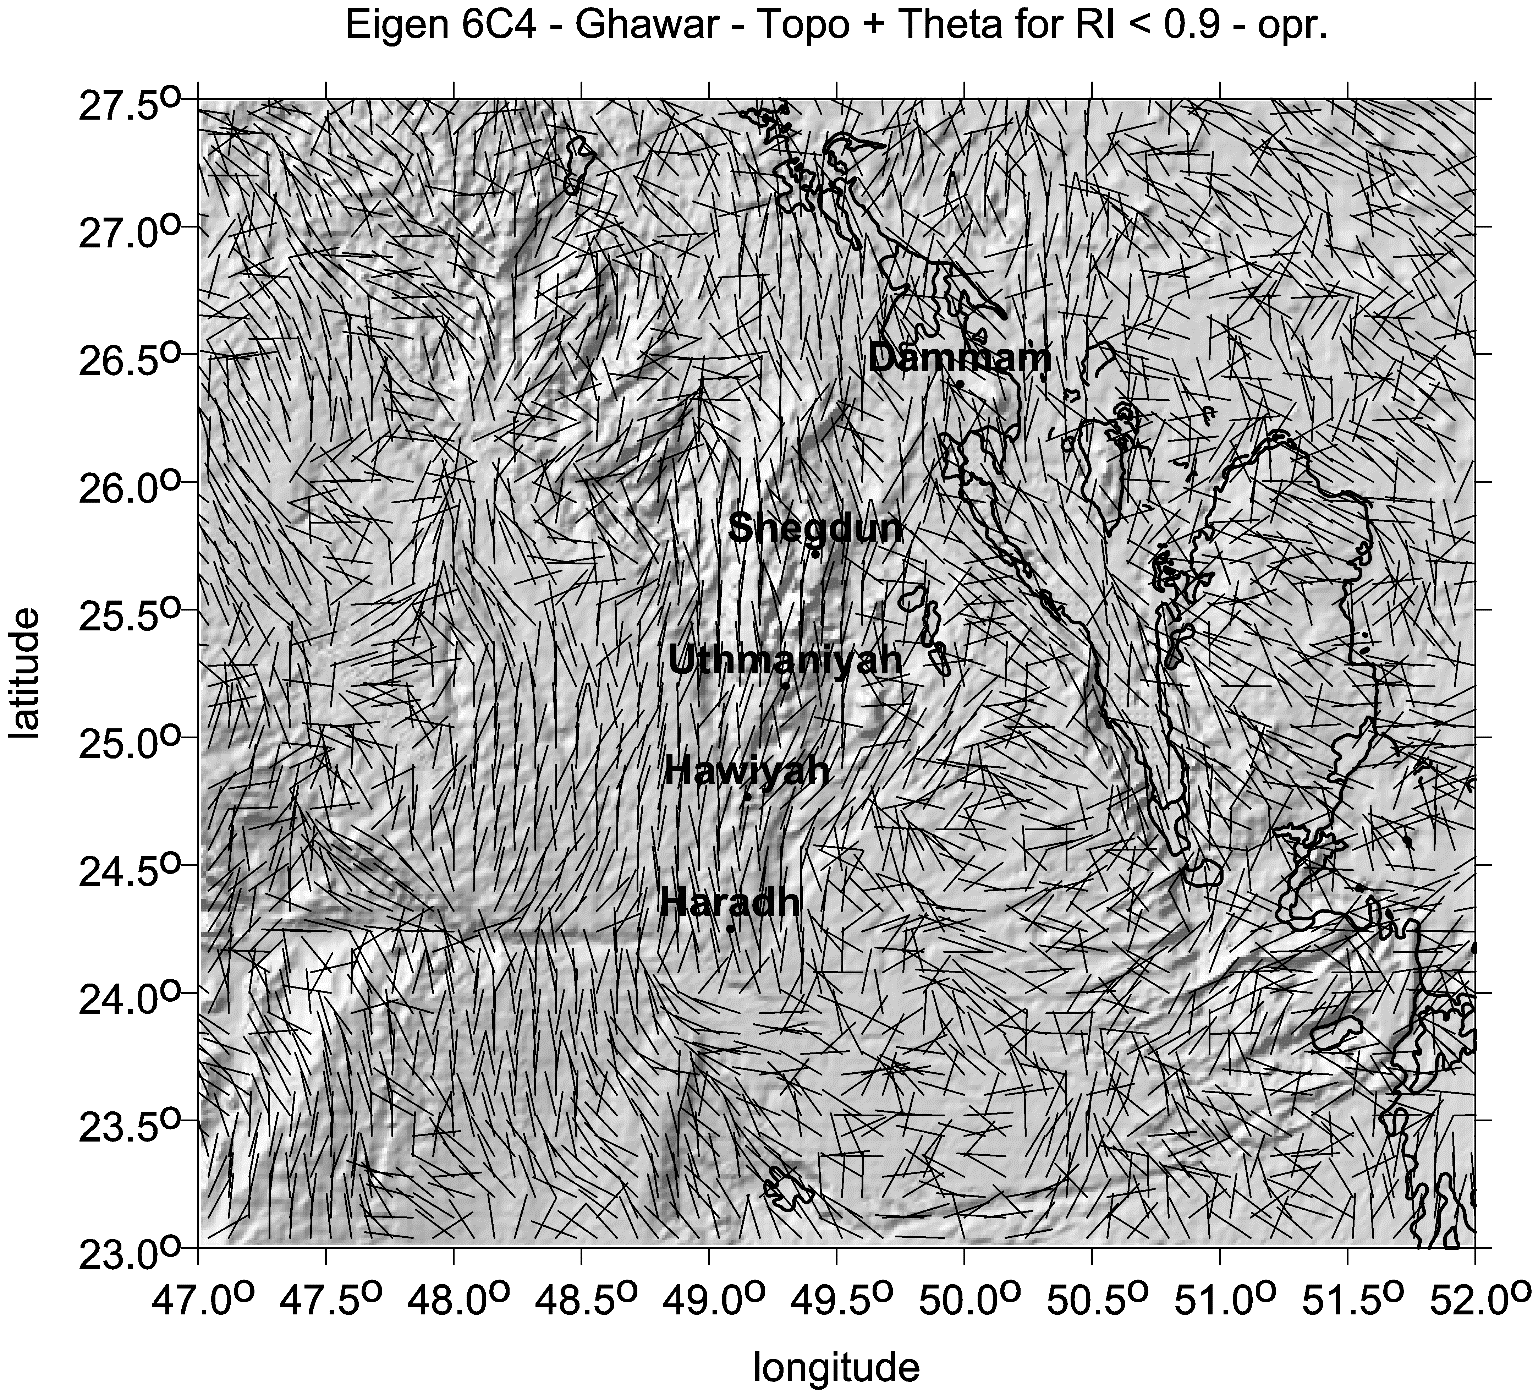 Eigen 6C4 - Ghawar - Topo + Theta for RI < 0.9 - opr.
27.5º
27.0º
26.5º
26.0º
25.5º
25.0º
24.5º
24.0º
23.5º
23.0º
latitude
Dammam
Shegdun
Uthmaniyah
Hawiyah
Haradh
47.0º 47.5º 48.0º 48.5º 49.0º 49.5º 50.0º 50.5º 51.0º 51.5º 52.0º
longitude